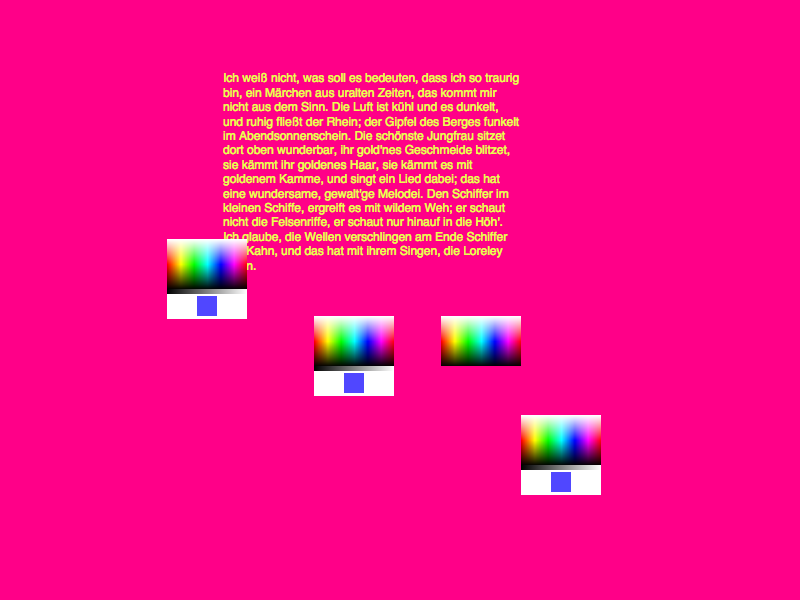 Ich weiß nicht, was soll es bedeuten, dass ich so traurig
bin, ein Märchen aus uralten Zeiten, das kommt mir
nicht aus dem Sinn. Die Luft ist kühl und es dunkelt,
und ruhig fließt der Rhein; der Gipfel des Berges funkelt
im Abendsonnenschein. Die schönste Jungfrau sitzet
dort oben wunderbar, ihr gold'nes Geschmeide blitzet,
sie kämmt ihr goldenes Haar, sie kämmt es mit
goldenem Kamme, und singt ein Lied dabei; das hat
eine wundersame, gewalt'ge Melodei. Den Schiffer im
kleinen Schiffe, ergreift es mit wildem Weh; er schaut
nicht die Felsenriffe, er schaut nur hinauf in die Höh'.
Ich glaube, die Wellen verschlingen am Ende Schiffer
Kahn, und das hat mit ihrem Singen, die Loreley